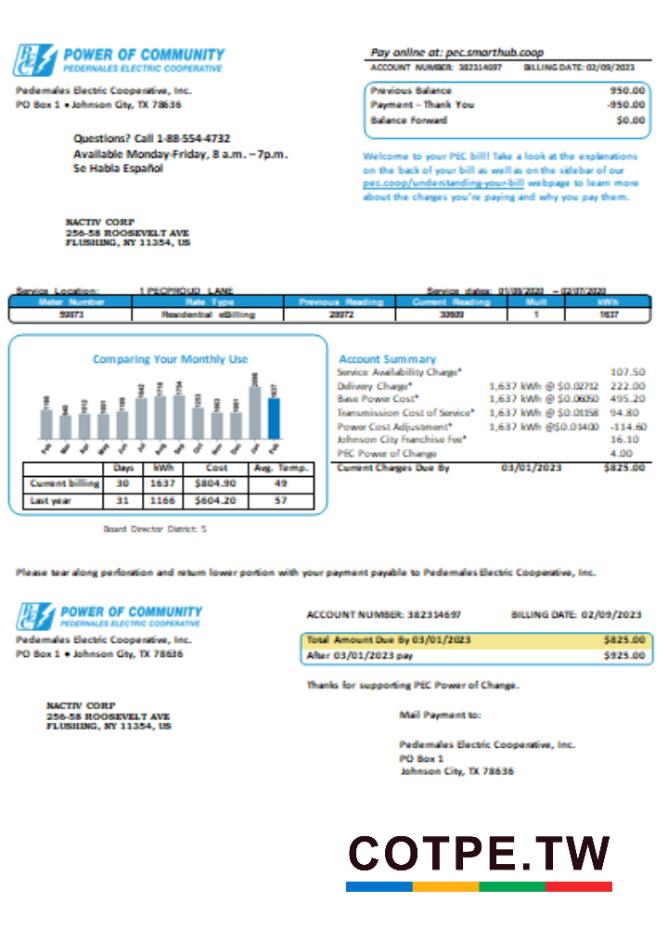 PEC POWER OF COMMUNITY
PEDERNALES ELECTRIC COOPERATIVE
Pedernales Electric Cooperative, Inc.
PO Box 1 ● Johnson City, TX 78636
Questions? Call 1-88-554-4732
Available Monday-Friday, 8 a.m. – 7p.m.
Se Habla Español
NACTIV CORP
256-58 ROOSEVELT AVE
FLUSHING, NY 11354, US
Pay online at: pec.smarthub.coop
ACCOUNT NUMBER: 382314697 BILLING DATE: 02/09/2023
Previous Balance 950.00
Payment – Thank You -950.00
Balance Forward $0.00
Welcome to your PEC bill! Take a look at the explanations
on the back of your bill as well as on the sidebar of our
pec.coop/understanding-your-bill webpage to learn more
about the charges you're paying and why you pay them.
Service Location: 1 PECPROUD LANE Service dates: 01/08/2020 – 02/07/2020
Meter Number Rate Type Previous Reading Current Reading Mult kWh
59873 Residential eBilling 28972 30609 1 1637
Comparing Your Monthly Use
1166 940 1012 1001 1109 1642 1718 1754 1253 1063 1061 2098 1637
Feb Mar Apr May Jun Jul Aug Sep Oct Nov Dec Jan Feb
Days kWh Cost Avg. Temp.
Current billing 30 1637 $804.90 49
Last year 31 1166 $604.20 57
Board Director District: 5
Account Summary
Service Availability Charge* 107.50
Delivery Charge* 1,637 kWh @ $0.02712 222.00
Base Power Cost* 1,637 kWh @ $0.06050 495.20
Transmission Cost of Service* 1,637 kWh @ $0.01158 94.80
Power Cost Adjustment* 1,637 kWh @$0.01400 -114.60
Johnson City Franchise Fee* 16.10
PEC Power of Change 4.00
Current Charges Due By 03/01/2023 $825.00
Please tear along perforation and return lower portion with your payment payable to Pedernales Electric Cooperative, Inc.
PEC POWER OF COMMUNITY
PEDERNALES ELECTRIC COOPERATIVE
Pedernales Electric Cooperative, Inc.
PO Box 1 ● Johnson City, TX 78636
NACTIV CORP
256-58 ROOSEVELT AVE
FLUSHING, NY 11354, US
ACCOUNT NUMBER: 382314697 BILLING DATE: 02/09/2023
Total Amount Due By 03/01/2023 $825.00
After 03/01/2023 pay $925.00
Thanks for supporting PEC Power of Change.
Mail Payment to:
Pedernales Electric Cooperative, Inc.
PO Box 1
Johnson City, TX 78636
COTPE.TW